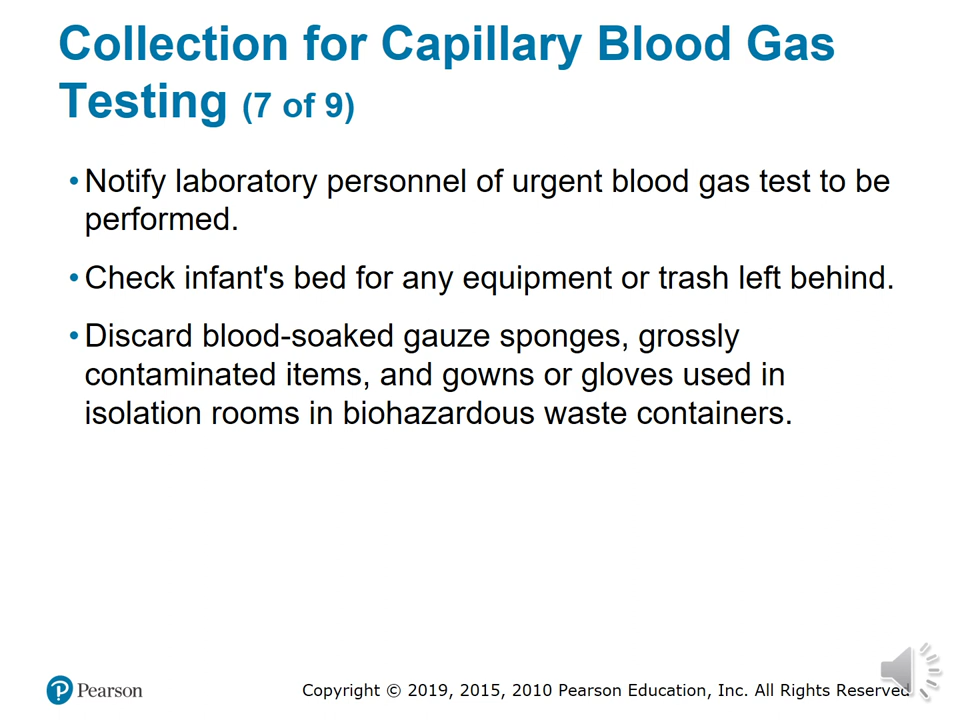 Collection for Capillary Blood Gas
Testing (7 of 9)
• Notify laboratory personnel of urgent blood gas test to be
performed.
• Check infant's bed for any equipment or trash left behind.
• Discard blood-soaked gauze sponges, grossly
contaminated items, and gowns or gloves used in
isolation rooms in biohazardous waste containers.
P Pearson
Copyright © 2019, 2015, 2010 Pearson Education, Inc. All Rights Reserved